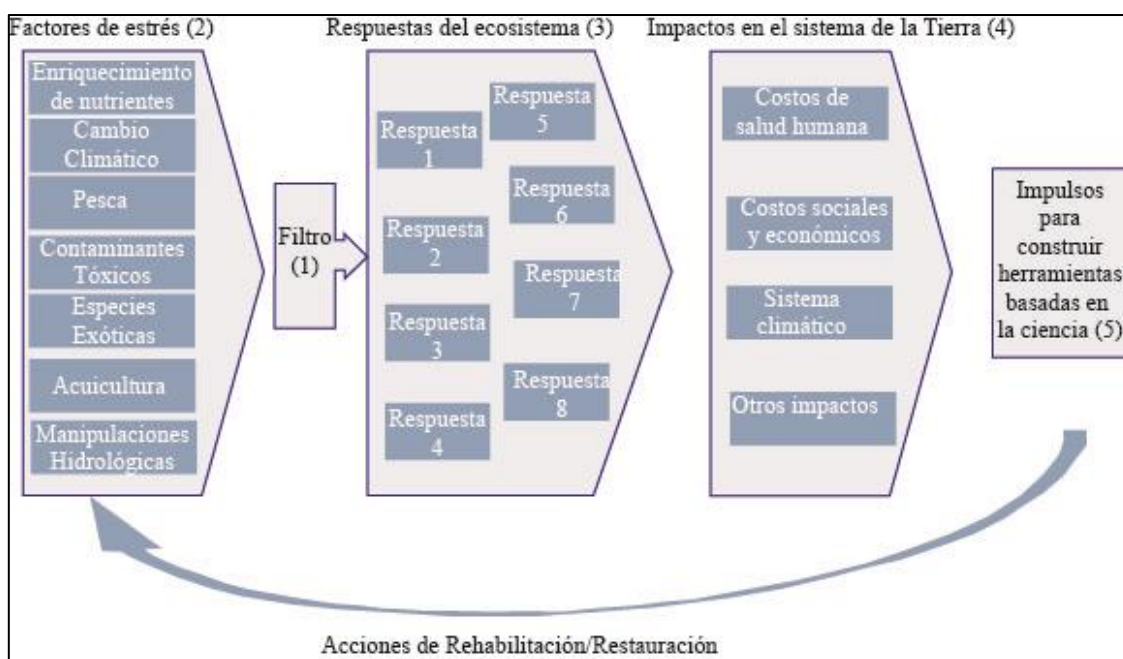 Factores de estrés (2)
Enriquecimiento
de nutrientes
Cambio
Climático
Pesca
Contaminantes
Tóxicos
Especies
Exóticas
Acuicultura
Manipulaciones
Hidrológicas
Filtro
(1)
Respuestas del ecosistema (3)
Respuesta
1
Respuesta
2
Respuesta
3
Respuesta
4
Respuesta
5
Respuesta
6
Respuesta
7
Respuesta
8
Impactos en el sistema de la Tierra (4)
Costos de
salud humana
Costos sociales
y económicos
Sistema
climático
Otros impactos
Impulsos
para
construir
herramientas
basadas en
la ciencia (5)
Acciones de Rehabilitación/Restauración